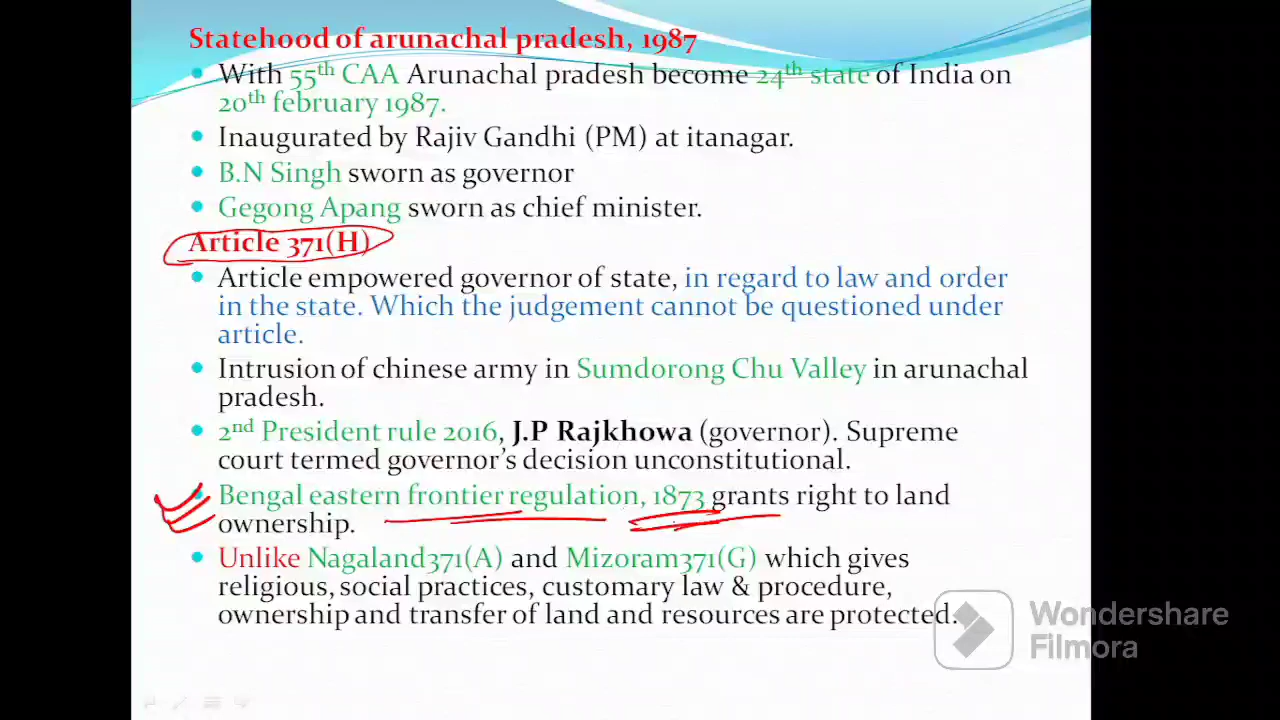 Statehood of arunachal pradesh, 1987
With 55th CAA Arunachal pradesh become 24th state of India on
20th february 1987.
Inaugurated by Rajiv Gandhi (PM) at itanagar.
B.N Singh sworn as governor
Gegong Apang sworn as chief minister.
Article 371(H)
Article empowered governor of state, in regard to law and order
in the state. Which the judgement cannot be questioned under
article.
Intrusion of chinese army in Sumdorong Chu Valley in arunachal
pradesh.
2nd President rule 2016, J.P Rajkhowa (governor). Supreme
court termed governor's decision unconstitutional.
Bengal eastern frontier regulation, 1873 grants right to land
ownership.
Unlike Nagaland371(A) and Mizoram371(G) which gives
religious, social practices, customary law & procedure,
ownership and transfer of land and resources are protected.
Wondershare
Filmora